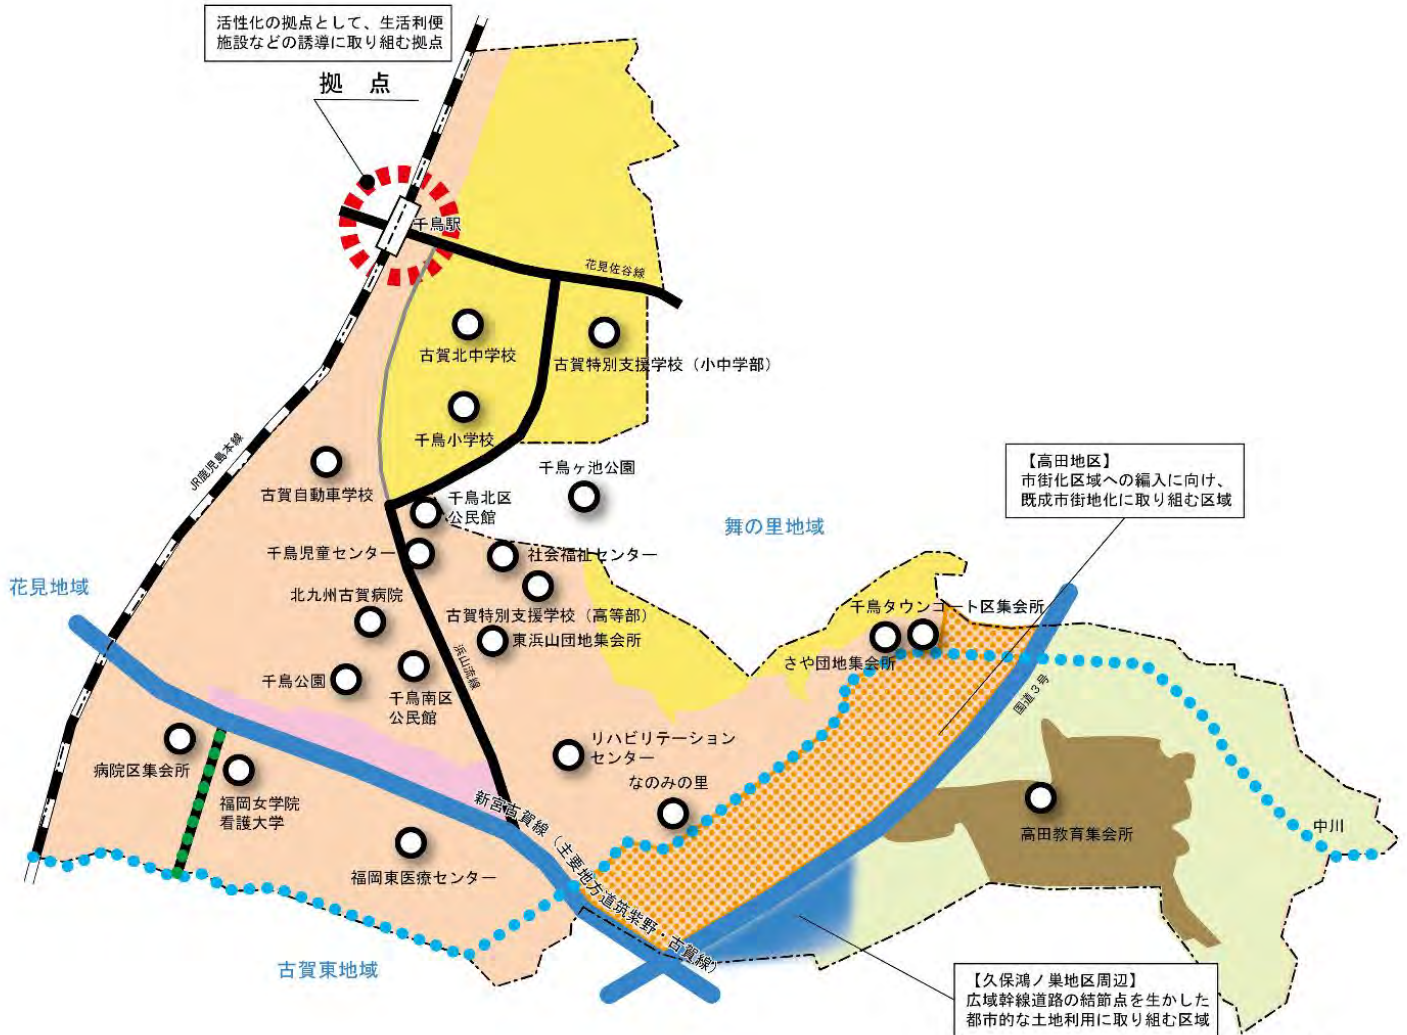 活性化の拠点として、生活利便
施設などの誘導に取り組む拠点
拠　点
千鳥駅
花見佐谷線
古賀北中学校
古賀特別支援学校（小中学部）
千鳥小学校
JR鹿児島本線
古賀自動車学校
千鳥ヶ池公園
千鳥北区
公民館
【高田地区】
市街化区域への編入に向け、
既成市街地化に取り組む区域
舞の里地域
千鳥児童センター
社会福祉センター
花見地域
北九州古賀病院
古賀特別支援学校（高等部）
千鳥タウンコート区集会所
東浜山団地集会所
さや団地集会所
浜山流線
千鳥公園
千鳥南区
公民館
国道３号
リハビリテーション
センター
病院区集会所
なのみの里
福岡女学院
看護大学
新宮古賀線（主要地方道筑紫野・古賀線）
高田教育集会所
中川
福岡東医療センター
古賀東地域
【久保鴻ノ巣地区周辺】
広域幹線道路の結節点を生かした
都市的な土地利用に取り組む区域